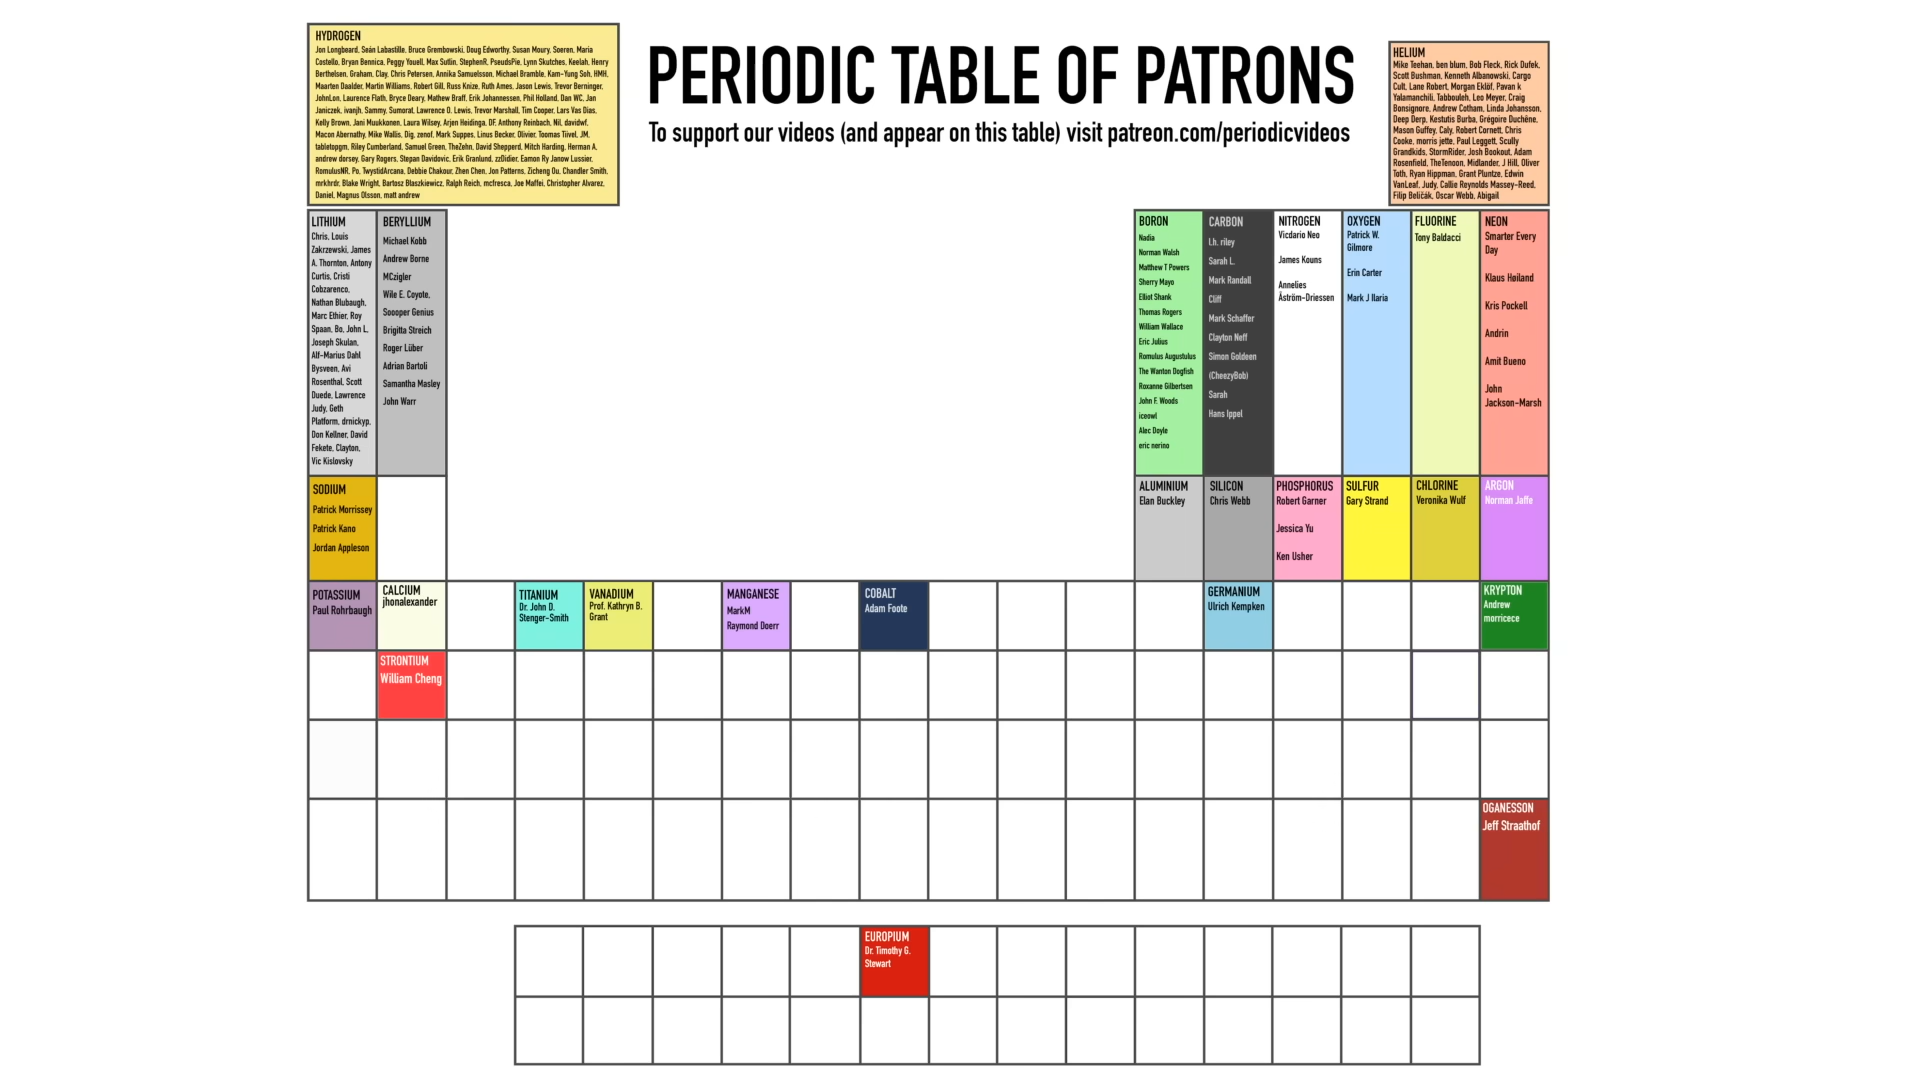 HYDROGEN
Jon Longbeard, Seán Labastille, Bruce Grembowski, Doug Edworthy, Susan Moury, Soeren, Maria
Costello, Bryan Bennica, Peggy Youell, Max Sutlin, StephenR, PseudsPie, Lynn Skutches, Keelah, Henry
Berthelsen, Graham, Clay, Chris Petersen, Annika Samuelsson, Michael Bramble, Kam-Yung Soh, HMH,
Maarten Daalder, Martin Williams, Robert Gill, Russ Knize, Ruth Ames, Jason Lewis, Trevor Berninger,
JohnLon, Laurence Flath, Bryce Deary, Mathew Braff, Erik Johannessen, Phil Holland, Dan WC, Jan
Janiczek, ivanjh, Sammy, Sumorat, Lawrence O. Lewis, Trevor Marshall, Tim Cooper, Lars Vas Dias,
Kelly Brown, Jani Muukkonen, Laura Wilsey, Arjen Heidinga, DF, Anthony Reinbach, Nil, davidwf,
Macon Abernathy, Mike Wallis, Dig, zenof, Mark Suppes, Linus Becker, Olivier, Toomas Tiivel, JM,
tabletopgm, Riley Cumberland, Samuel Green, TheZehn, David Shepperd, Mitch Harding, Herman A,
andrew dorsey, Gary Rogers, Stepan Davidovic, Erik Granlund, zzDidier, Eamon Ry Janow Lussier,
RomulusNR, Po, TwystidArcana, Debbie Chakour, Zhen Chen, Jon Patterns, Zicheng Ou, Chandler Smith,
mrkhrdr, Blake Wright, Bartosz Błaszkiewicz, Ralph Reich, mcfresca, Joe Maffei, Christopher Alvarez,
Daniel, Magnus Olsson, matt andrew
PERIODIC TABLE OF PATRONS
To support our videos (and appear on this table) visit patreon.com/periodicvideos
HELIUM
Mike Teehan, ben blum, Bob Fleck, Rick Dufek,
Scott Bushman, Kenneth Albanowski, Cargo
Cult, Lane Robert, Morgan Eklöf, Pavan k
Yalamanchili, Tabbouleh, Leo Meyer, Craig
Bonsignore, Andrew Cotham, Linda Johansson,
Deep Derp, Kestutis Burba, Grégoire Duchêne,
Mason Guffey, Caly, Robert Cornett, Chris
Cooke, morris jette, Paul Leggett, Scully
Grandkids, StormRider, Josh Bookout, Adam
Rosenfield, TheTenoon, Midlander, J Hill, Oliver
Toth, Ryan Hippman, Grant Pluntze, Edwin
VanLeaf, Judy, Callie Reynolds Massey-Reed,
Filip Beličák, Oscar Webb, Abigail
LITHIUM
Chris, Louis
Zakrzewski, James
A. Thornton, Antony
Curtis, Cristi
Cobzarenco,
Nathan Blubaugh,
Marc Ethier, Roy
Spaan, Bo, John L,
Joseph Skulan,
Alf-Marius Dahl
Bysveen, Avi
Rosenthal, Scott
Duede, Lawrence
Judy, Geth
Platform, drnickyp,
Don Kellner, David
Fekete, Clayton,
Vic Kislovsky
BERYLLIUM
Michael Kobb
Andrew Borne
MCzigler
Wile E. Coyote,
Soooper Genius
Brigitta Streich
Roger Lüber
Adrian Bartoli
Samantha Masley
John Warr
BORON
Nadia
Norman Walsh
Matthew T Powers
Sherry Mayo
Elliot Shank
Thomas Rogers
William Wallace
Eric Julius
Romulus Augustulus
The Wanton Dogfish
Roxanne Gilbertsen
John F. Woods
iceowl
Alec Doyle
eric nerino
CARBON
l.h. riley
Sarah L.
Mark Randall
Cliff
Mark Schaffer
Clayton Neff
Simon Goldeen
(CheezyBob)
Sarah
Hans Ippel
NITROGEN
Vicdario Neo
James Kouns
Annelies
Åström-Driessen
OXYGEN
Patrick W.
Gilmore
Erin Carter
Mark J Ilaria
FLUORINE
Tony Baldacci
NEON
Smarter Every
Day
Klaus Høiland
Kris Pockell
Andrin
Amit Bueno
John
Jackson-Marsh
SODIUM
Patrick Morrissey
Patrick Kano
Jordan Appleson
ALUMINIUM
Elan Buckley
SILICON
Chris Webb
PHOSPHORUS
Robert Garner
Jessica Yu
Ken Usher
SULFUR
Gary Strand
CHLORINE
Veronika Wulf
ARGON
Norman Jaffe
POTASSIUM
Paul Rohrbaugh
CALCIUM
jhonalexander
TITANIUM
Dr. John D.
Stenger-Smith
VANADIUM
Prof. Kathryn B.
Grant
MANGANESE
MarkM
Raymond Doerr
COBALT
Adam Foote
GERMANIUM
Ulrich Kempken
KRYPTON
Andrew
morricece
STRONTIUM
William Cheng
OGANESSON
Jeff Straathof
EUROPIUM
Dr. Timothy G.
Stewart